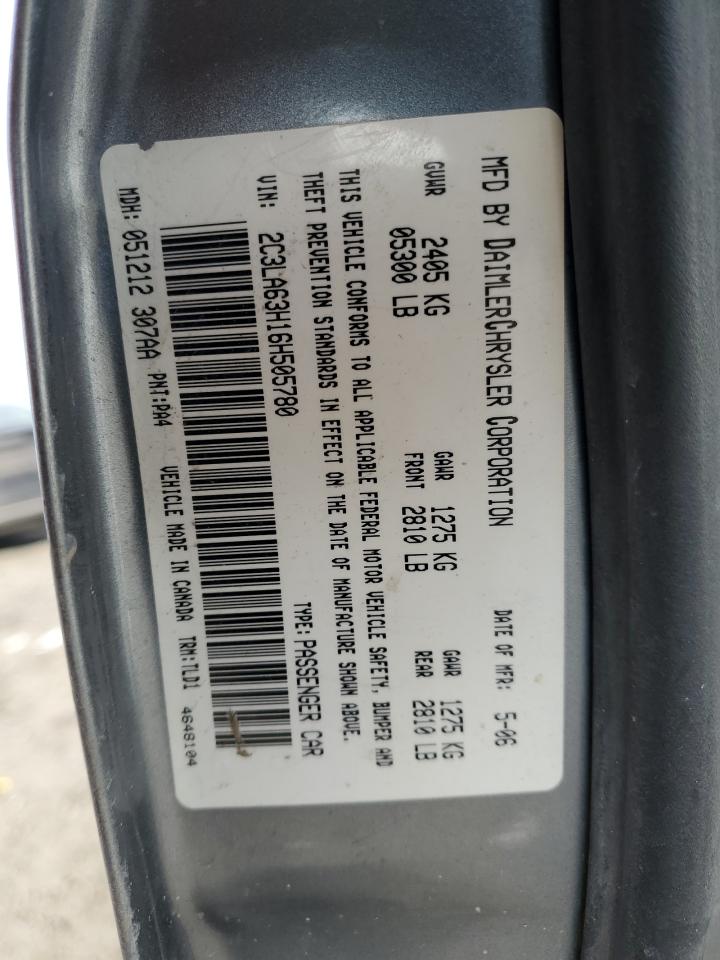 MFD BY DAIMLERCHRYSLER CORPORATION DATE OF MFR: 5-06
GVWR 2405 KG GAWR 1275 KG GAWR 1275 KG
05300 LB FRONT 2810 LB REAR 2810 LB
THIS VEHICLE CONFORMS TO ALL APPLICABLE FEDERAL MOTOR VEHICLE SAFETY, BUMPER AND
THEFT PREVENTION STANDARDS IN EFFECT ON THE DATE OF MANUFACTURE SHOWN ABOVE.
VIN: 2C3LA63H16H505780 TYPE: PASSENGER CAR
MDH: 051212 307AA PNT:PA4 VEHICLE MADE IN CANADA TRM:TLD1 4648104